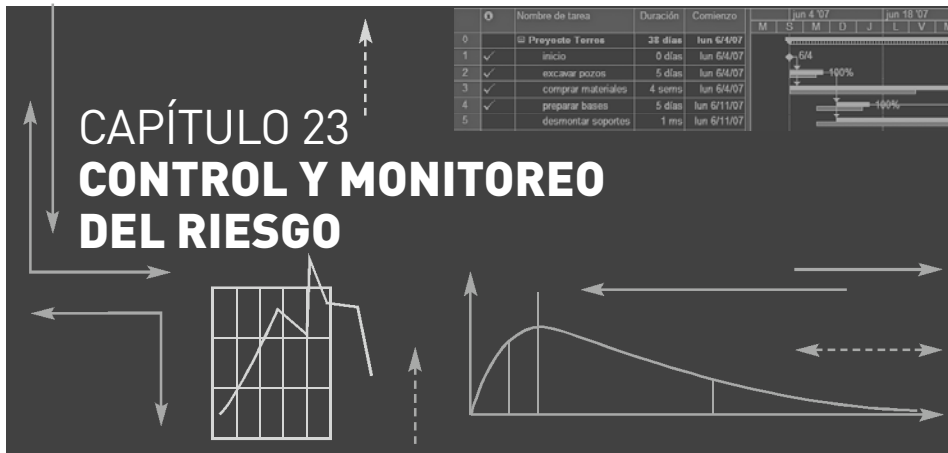 Nombre de tarea Duración Comienzo jun 4 '07 jun 18 '07
M S M D J L V M
0 Proyecto Torres 38 días lun 6/4/07
1 inicio 0 días lun 6/4/07 6/4
2 excavar pozos 5 días lun 6/4/07 100%
3 comprar materiales 4 sems lun 6/4/07
4 preparar bases 5 días lun 6/11/07 100%
5 desmontar soportes 1 ms lun 6/11/07
CAPÍTULO 23
CONTROL Y MONITOREO
DEL RIESGO